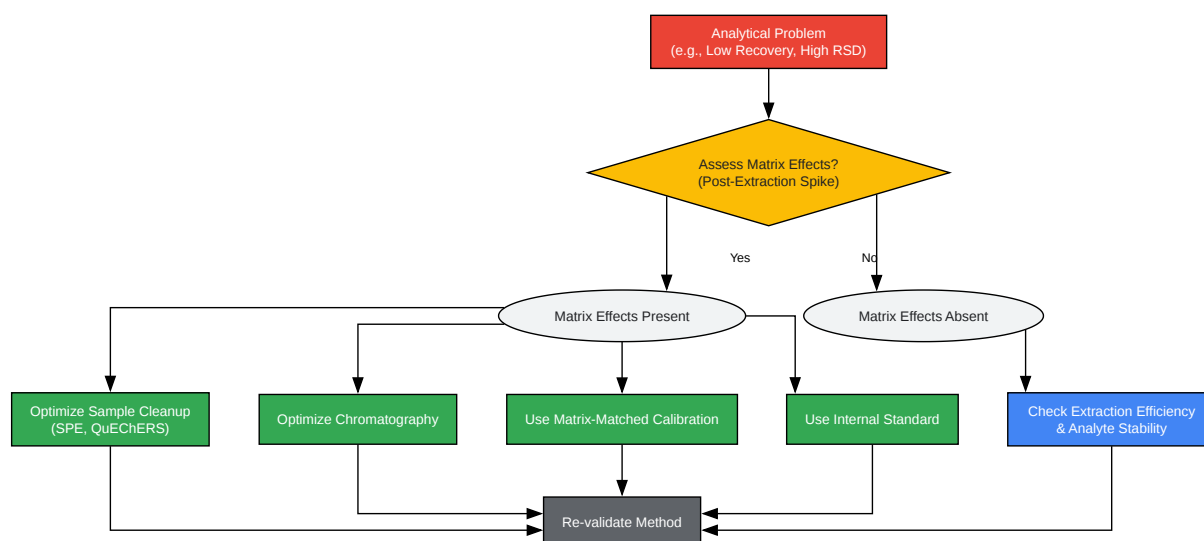 Analytical Problem
(e.g., Low Recovery, High RSD)
Assess Matrix Effects?
(Post-Extraction Spike)
Yes
No
Matrix Effects Present
Matrix Effects Absent
Optimize Sample Cleanup
(SPE, QuEChERS)
Optimize Chromatography
Use Matrix-Matched Calibration
Use Internal Standard
Check Extraction Efficiency
& Analyte Stability
Re-validate Method